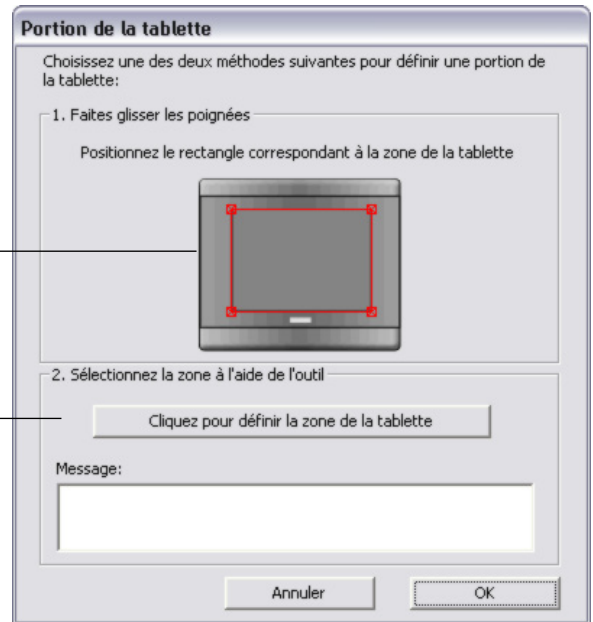 Portion de la tablette
Choisissez une des deux méthodes suivantes pour définir une portion de
la tablette:
1. Faites glisser les poignées
Positionnez le rectangle correspondant à la zone de la tablette
2. Sélectionnez la zone à l'aide de l'outil
Cliquez pour définir la zone de la tablette
Message:
Annuler
OK